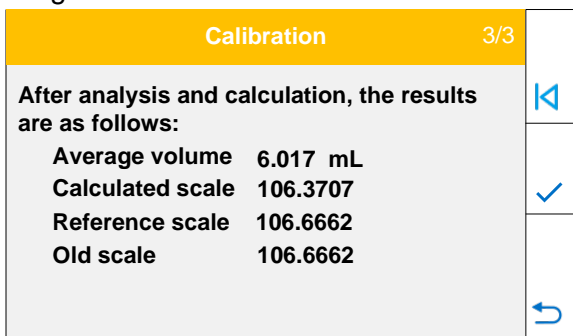 Calibration 3/3
After analysis and calculation, the results
are as follows:
Average volume 6.017 mL
Calculated scale 106.3707
Reference scale 106.6662
Old scale 106.6662